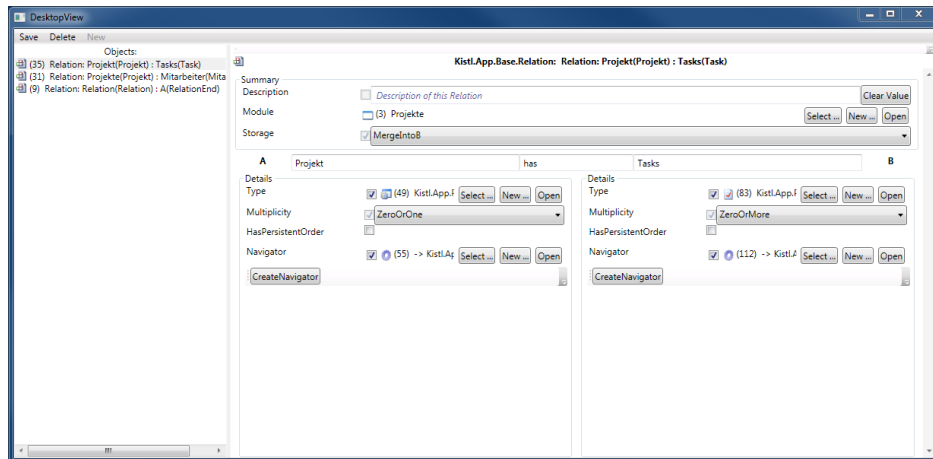 DesktopView
Save Delete New
Objects:
(35) Relation: Projekt(Projekt) : Tasks(Task)
(31) Relation: Projekte(Projekt) : Mitarbeiter(Mita
(9) Relation: Relation(Relation) : A(RelationEnd)
Kistl.App.Base.Relation: Relation: Projekt(Projekt) : Tasks(Task)
Summary
Description Description of this Relation Clear Value
Module (3) Projekte Select ... New ... Open
Storage MergeIntoB
A Projekt has Tasks B
Details Details
Type (49) Kistl.App.F Select ... New ... Open Type (83) Kistl.App.F Select ... New ... Open
Multiplicity ZeroOrOne Multiplicity ZeroOrMore
HasPersistentOrder HasPersistentOrder
Navigator (55) -> Kistl.Ap Select ... New ... Open Navigator (112) -> Kistl.A Select ... New ... Open
CreateNavigator CreateNavigator